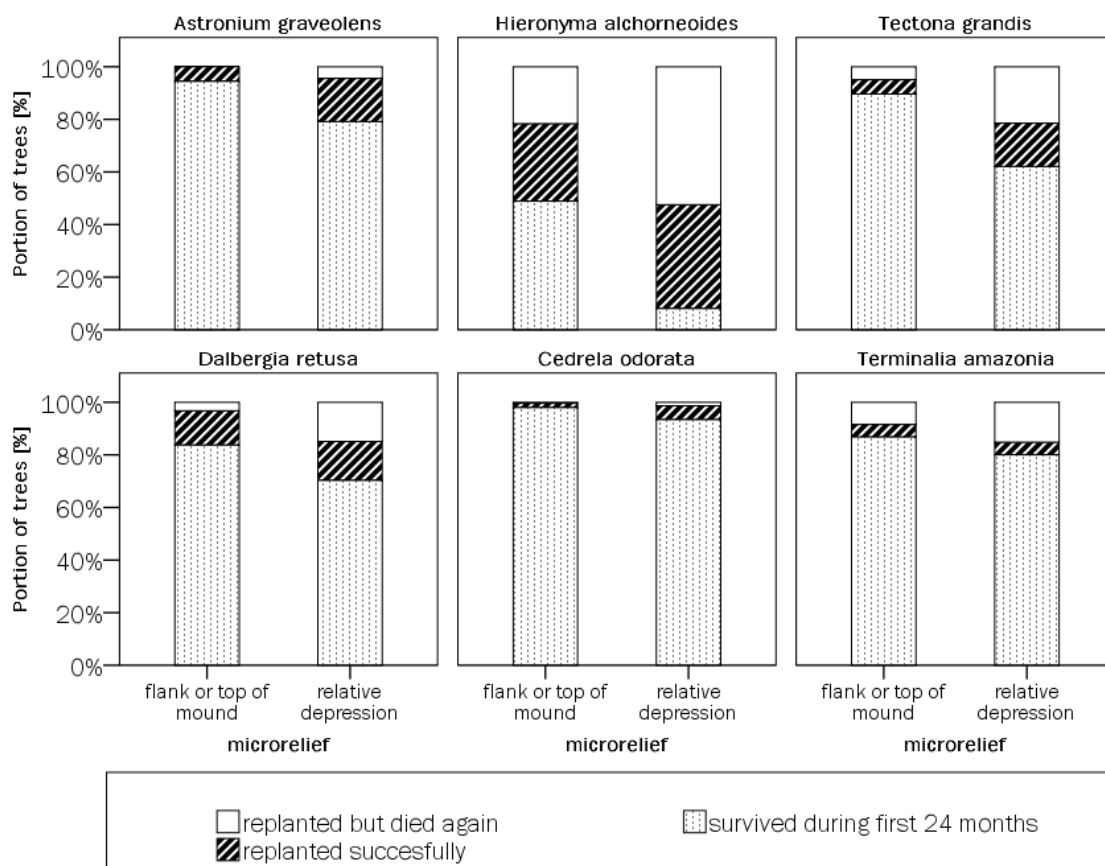 Astronium graveolens
Hieronyma alchorneoides
Tectona grandis
Portion of trees [%]
100%
80%
60%
40%
20%
0%
Dalbergia retusa
Cedrela odorata
Terminalia amazonia
Portion of trees [%]
100%
80%
60%
40%
20%
0%
flank or top of
mound
relative
depression
flank or top of
mound
relative
depression
flank or top of
mound
relative
depression
microrelief
microrelief
microrelief
replanted but died again
replanted succesfully
survived during first 24 months